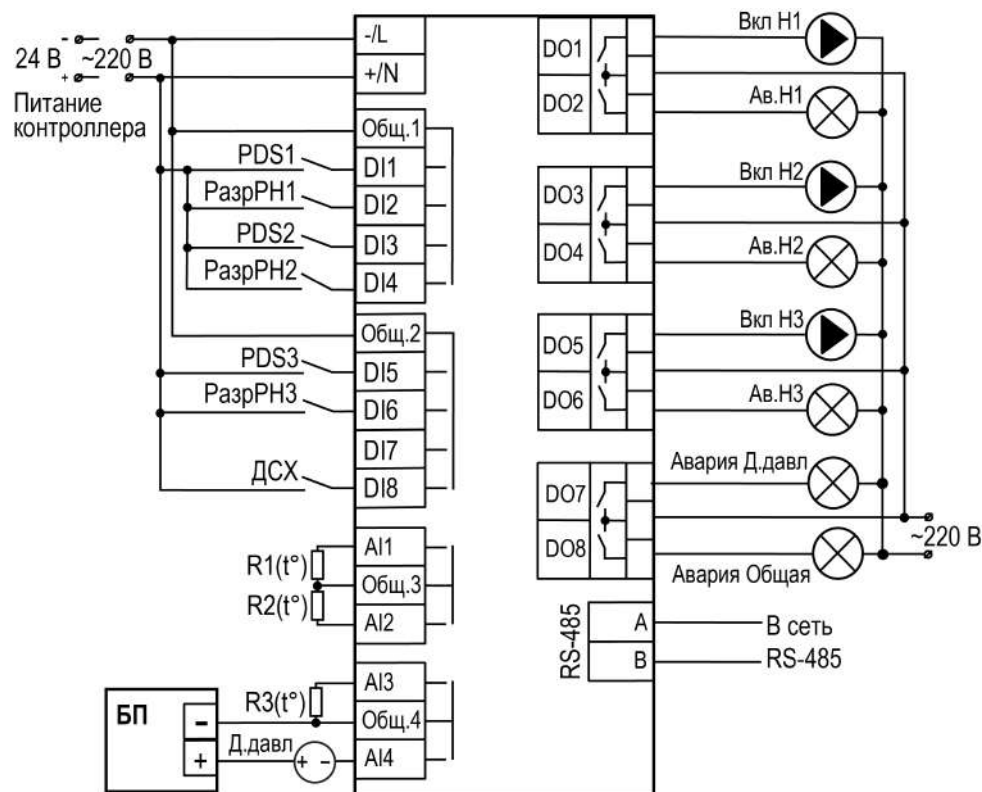 -
24 В ~220 В
+
Питание
контроллера
-/L
+/N
Общ.1
PDS1
DI1
РазрРН1
DI2
PDS2
DI3
РазрРН2
DI4
Общ.2
PDS3
DI5
РазрРН3
DI6
DI7
ДСХ
DI8
AI1
R1(t°)
Общ.3
R2(t°)
AI2
AI3
R3(t°)
Общ.4
AI4
БП
-
+
Д.давл
+ -
DO1
DO2
Вкл Н1
Ав.Н1
DO3
DO4
Вкл Н2
Ав.Н2
DO5
DO6
Вкл Н3
Ав.Н3
DO7
DO8
Авария Д.давл
~220 В
Авария Общая
RS-485
A
B
В сеть
RS-485